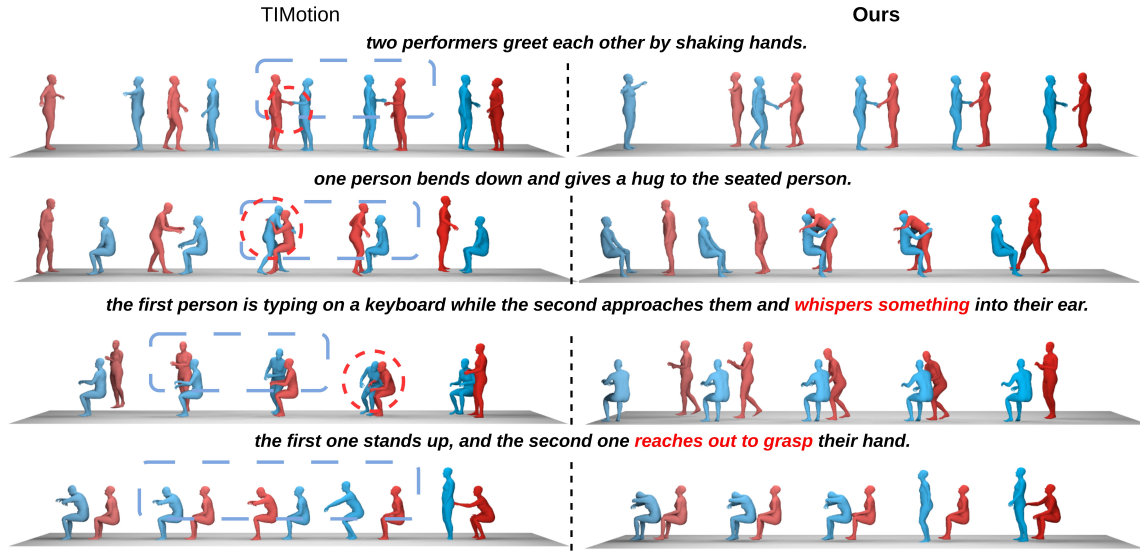 TIMotion
Ours
two performers greet each other by shaking hands.
one person bends down and gives a hug to the seated person.
the first person is typing on a keyboard while the second approaches them and whispers something into their ear.
the first one stands up, and the second one reaches out to grasp their hand.